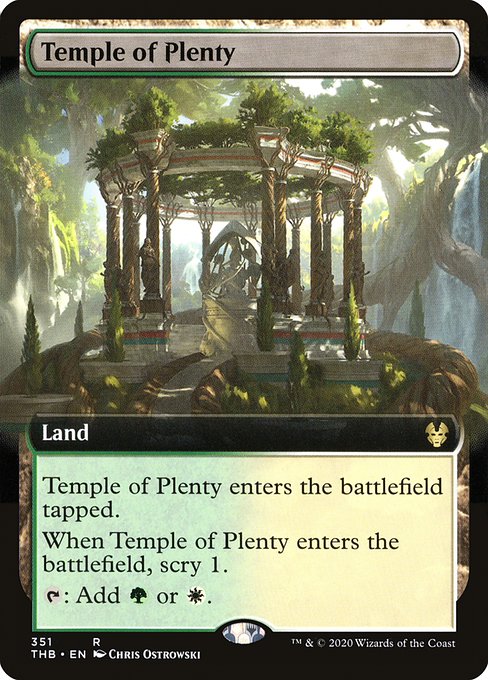 Temple of Plenty
Land
Temple of Plenty enters the battlefield
tapped.
When Temple of Plenty enters the
battlefield, scry 1.
: Add or .
351 R
THB • EN Chris Ostrowski
™ & © 2020 Wizards of the Coast